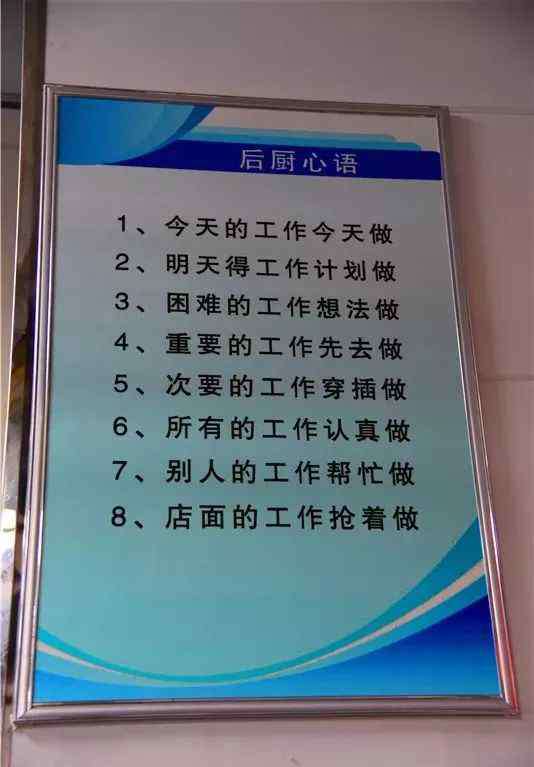 后厨心语
1、今天的工作今天做
2、明天得工作计划做
3、困难的工作想法做
4、重要的工作先去做
5、次要的工作穿插做
6、所有的工作认真做
7、别人的工作帮忙做
8、店面的工作抢着做